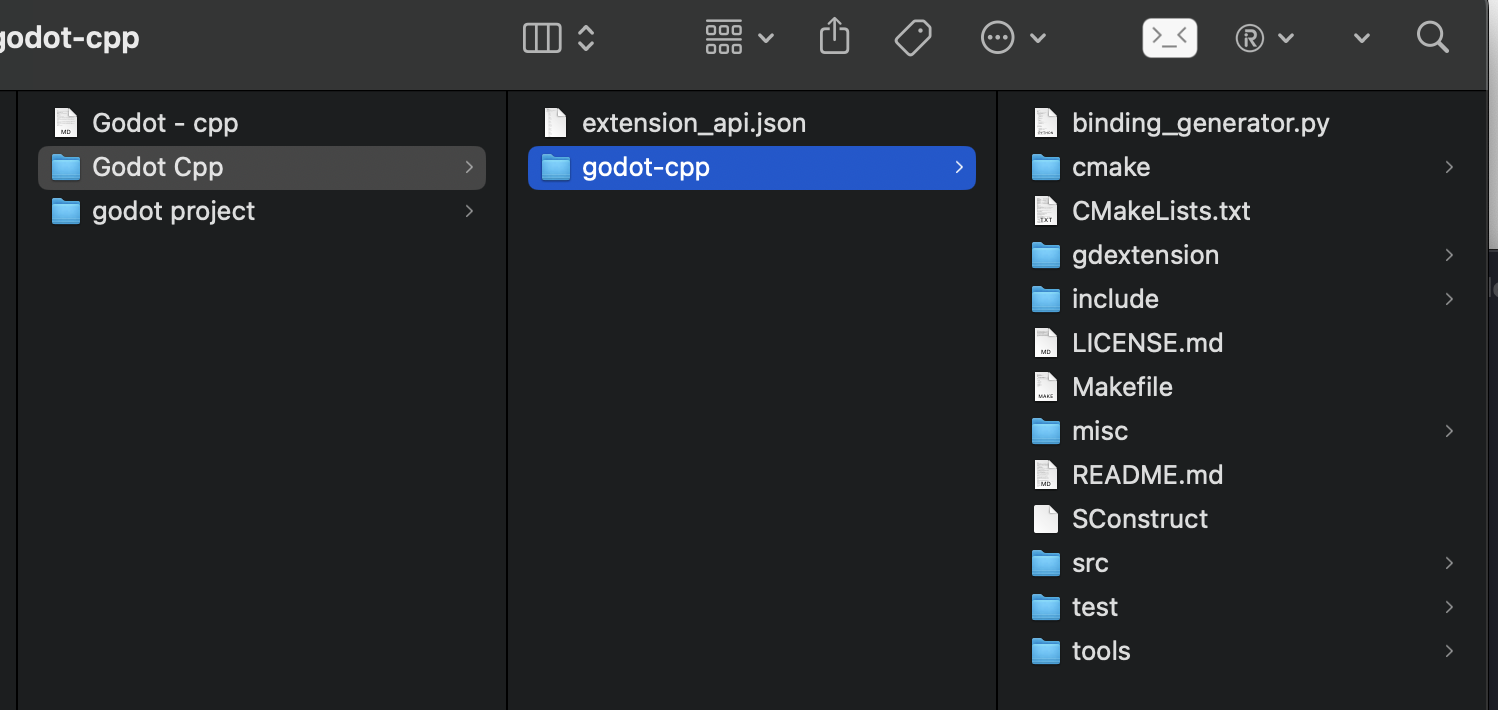 godot-cpp
Godot - cpp
Godot Cpp
godot project
extension_api.json
godot-cpp
binding_generator.py
cmake
CMakeLists.txt
gdextension
include
LICENSE.md
Makefile
misc
README.md
SConstruct
src
test
tools